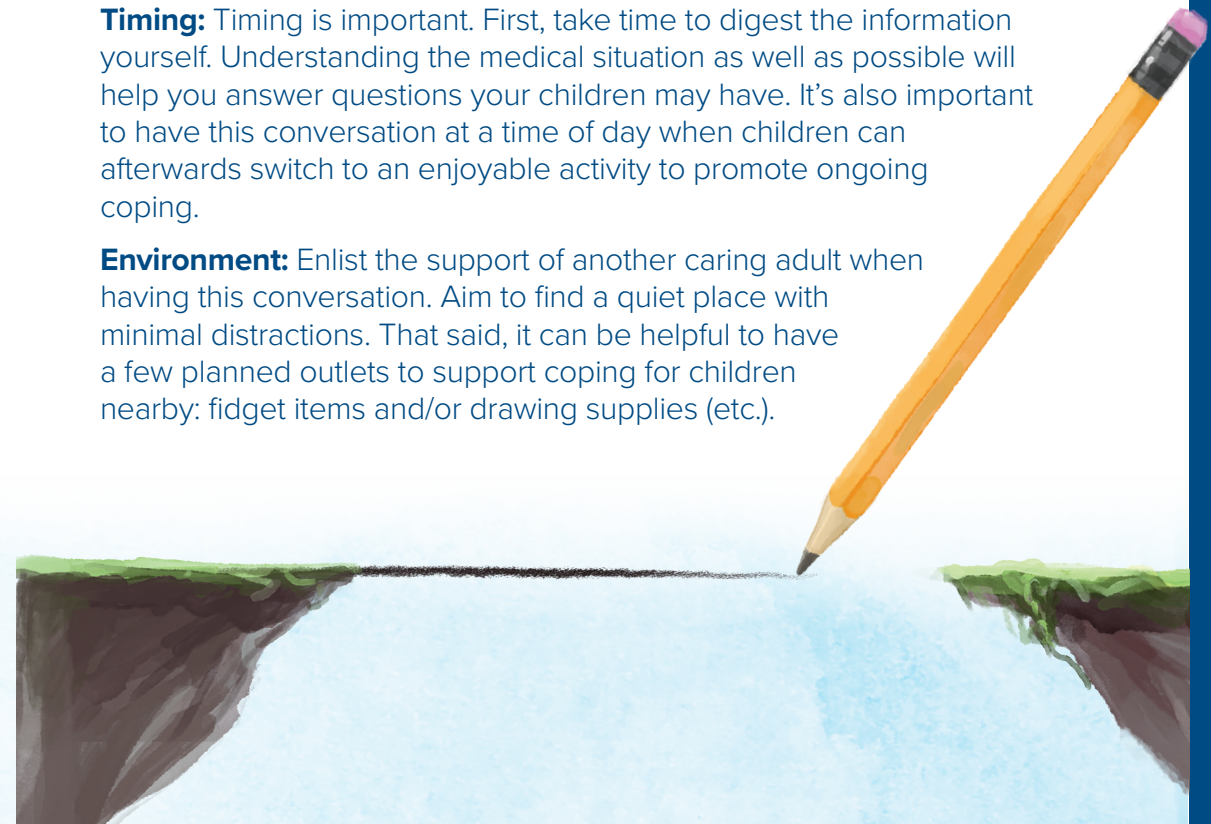 Timing: Timing is important. First, take time to digest the information
yourself. Understanding the medical situation as well as possible will
help you answer questions your children may have. It’s also important
to have this conversation at a time of day when children can
afterwards switch to an enjoyable activity to promote ongoing
coping.
Environment: Enlist the support of another caring adult when
having this conversation. Aim to find a quiet place with
minimal distractions. That said, it can be helpful to have
a few planned outlets to support coping for children
nearby: fidget items and/or drawing supplies (etc.).